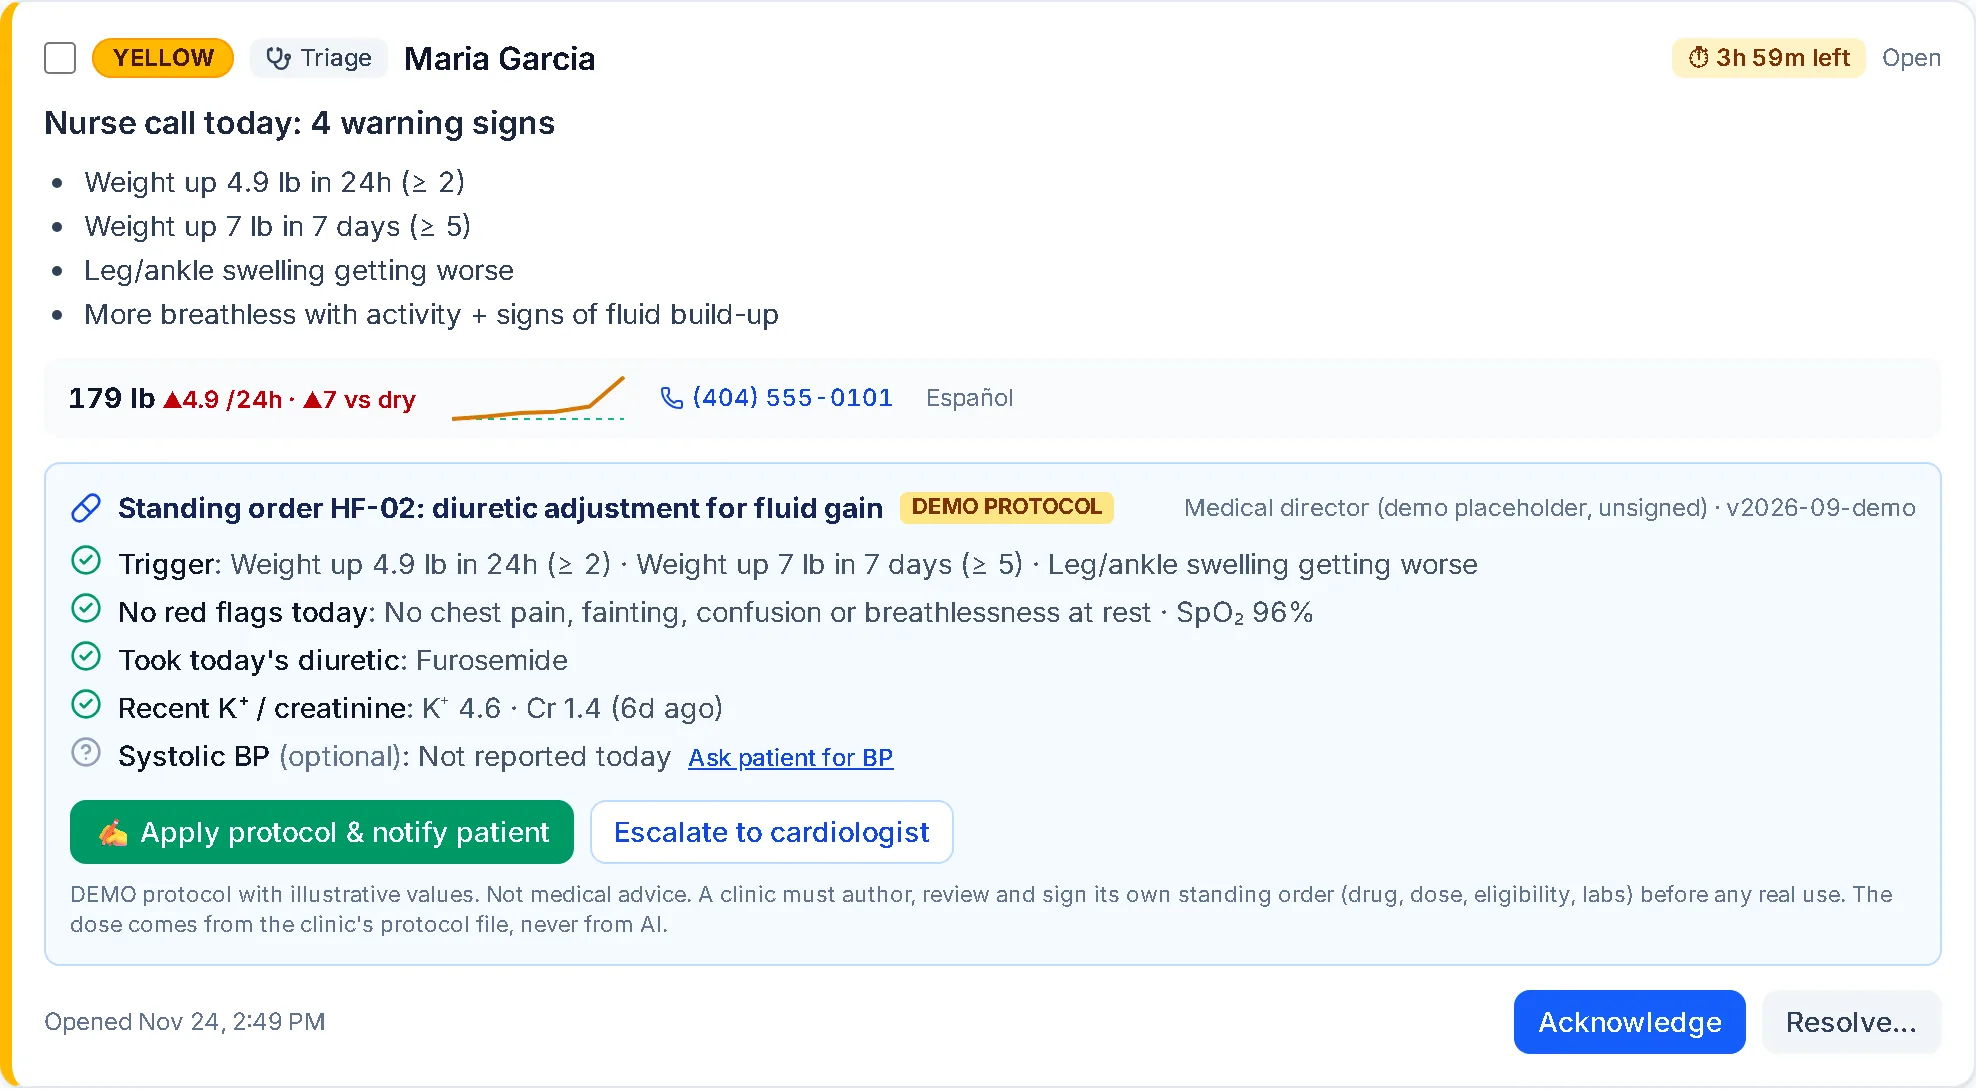 YELLOW Triage Maria Garcia 3h 59m left Open
Nurse call today: 4 warning signs
• Weight up 4.9 lb in 24h (≥ 2)
• Weight up 7 lb in 7 days (≥ 5)
• Leg/ankle swelling getting worse
• More breathless with activity + signs of fluid build-up
179 lb ▲4.9 /24h · ▲7 vs dry (404) 555-0101 Español
Standing order HF-02: diuretic adjustment for fluid gain DEMO PROTOCOL Medical director (demo placeholder, unsigned) · v2026-09-demo
Trigger: Weight up 4.9 lb in 24h (≥ 2) · Weight up 7 lb in 7 days (≥ 5) · Leg/ankle swelling getting worse
No red flags today: No chest pain, fainting, confusion or breathlessness at rest · SpO₂ 96%
Took today's diuretic: Furosemide
Recent K⁺ / creatinine: K⁺ 4.6 · Cr 1.4 (6d ago)
Systolic BP (optional): Not reported today Ask patient for BP
✍ Apply protocol & notify patient Escalate to cardiologist
DEMO protocol with illustrative values. Not medical advice. A clinic must author, review and sign its own standing order (drug, dose, eligibility, labs) before any real use. The
dose comes from the clinic's protocol file, never from AI.
Opened Nov 24, 2:49 PM Acknowledge Resolve...